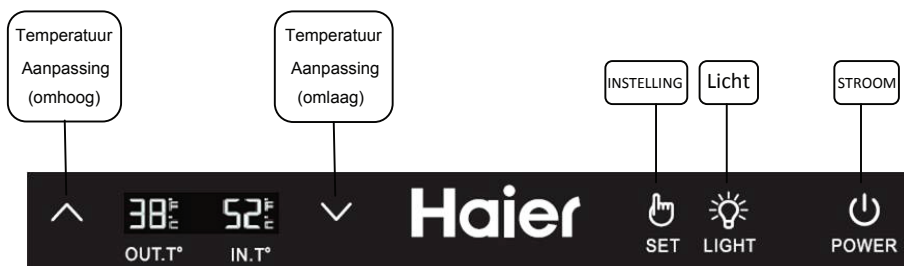 Temperatuur
Aanpassing
(omhoog)
Temperatuur
Aanpassing
(omlaag)
INSTELLING
Licht
STROOM
38°F°C
52°F°C
Haier
OUT.T°
IN.T°
SET
LIGHT
POWER